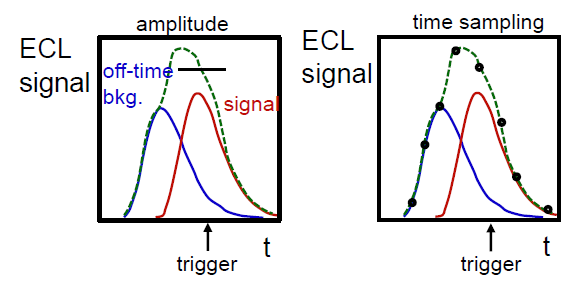 amplitude
ECL
signal
off-time
bkg.
signal
trigger
t
time sampling
ECL
signal
trigger
t